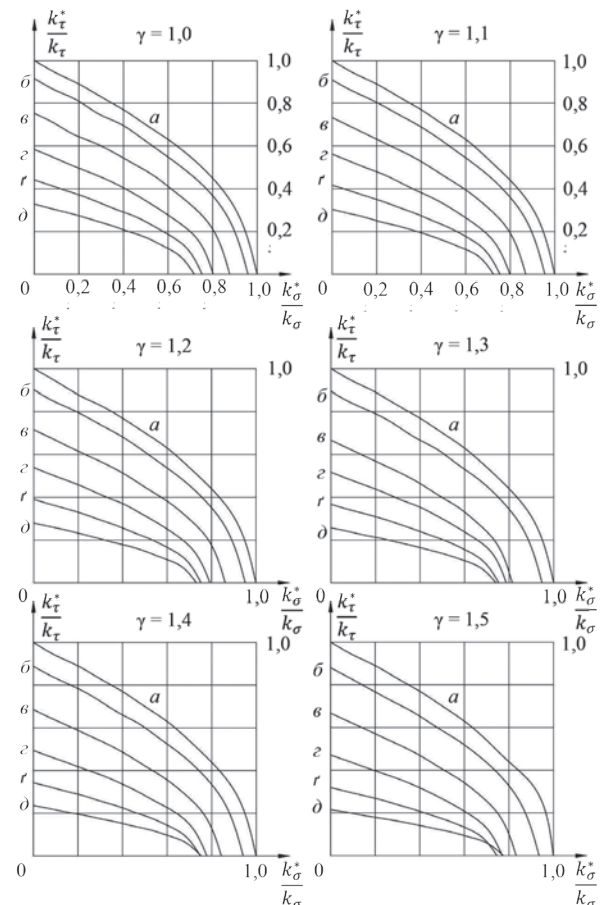 k*τ/kτ γ = 1,0
1,0
б
0,8
в
а
0,6
г
0,4
ґ
0,2
д
0 0,2 0,4 0,6 0,8 1,0 k*σ/kσ
k*τ/kτ γ = 1,1
1,0
б
0,8
в
а
0,6
г
0,4
ґ
0,2
д
0 0,2 0,4 0,6 0,8 1,0 k*σ/kσ
k*τ/kτ γ = 1,2
1,0
б
а
в
г
ґ
д
0 1,0 k*σ/kσ
k*τ/kτ γ = 1,3
1,0
б
а
в
г
ґ
д
0 1,0 k*σ/kσ
k*τ/kτ γ = 1,4
1,0
б
а
в
г
ґ
д
0 1,0 k*σ/kσ
k*τ/kτ γ = 1,5
1,0
б
а
в
г
ґ
д
0 1,0 k*σ/kσ